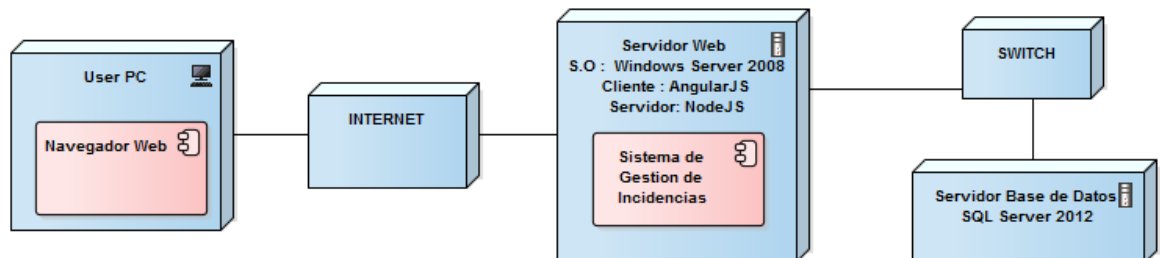 User PC
Navegador Web
INTERNET
Servidor Web
S.O : Windows Server 2008
Cliente : AngularJS
Servidor: NodeJS
Sistema de
Gestion de
Incidencias
SWITCH
Servidor Base de Datos
SQL Server 2012